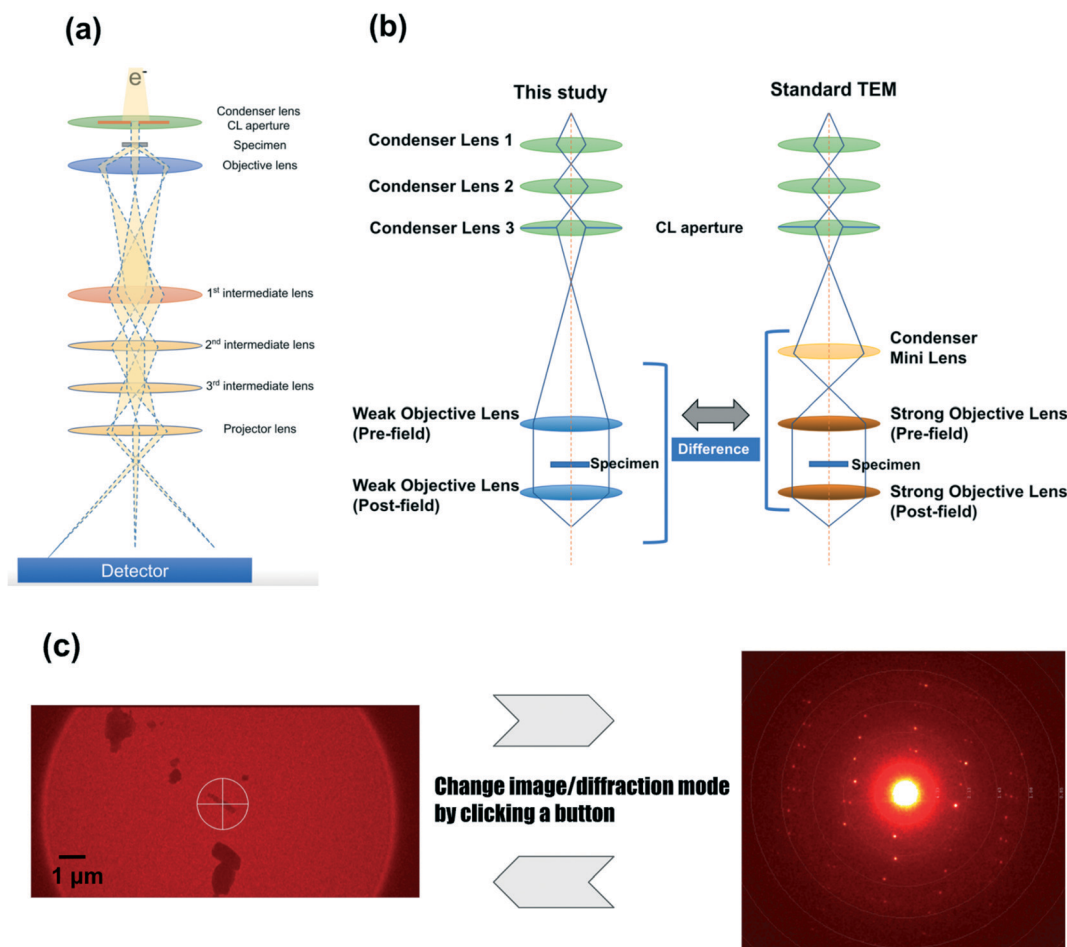 (a)
e-
Condenser lens
CL aperture
Specimen
Objective lens
1st intermediate lens
2nd intermediate lens
3rd intermediate lens
Projector lens
Detector
(b)
This study
Standard TEM
Condenser Lens 1
Condenser Lens 2
Condenser Lens 3
CL aperture
Condenser
Mini Lens
Weak Objective Lens
(Pre-field)
Specimen
Weak Objective Lens
(Post-field)
Difference
Strong Objective Lens
(Pre-field)
Specimen
Strong Objective Lens
(Post-field)
(c)
1 μm
Change image/diffraction mode
by clicking a button